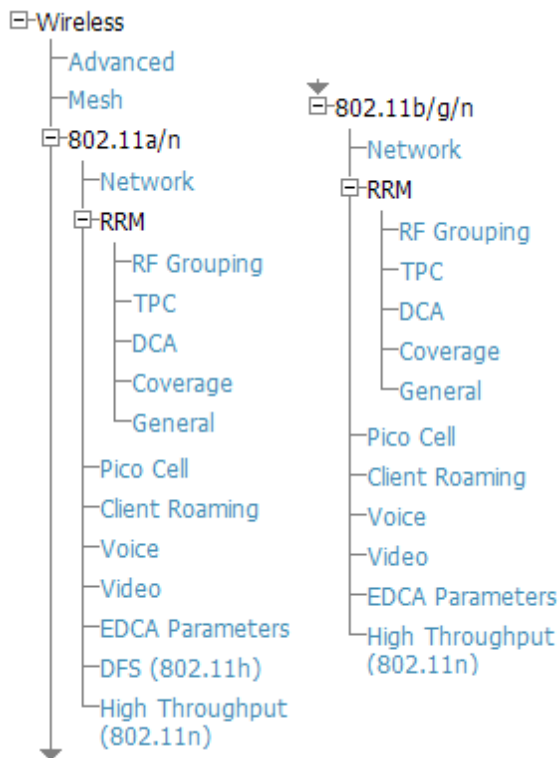 Wireless
Advanced
Mesh
802.11a/n
Network
RRM
RF Grouping
TPC
DCA
Coverage
General
Pico Cell
Client Roaming
Voice
Video
EDCA Parameters
DFS (802.11h)
High Throughput
(802.11n)
802.11b/g/n
Network
RRM
RF Grouping
TPC
DCA
Coverage
General
Pico Cell
Client Roaming
Voice
Video
EDCA Parameters
High Throughput
(802.11n)